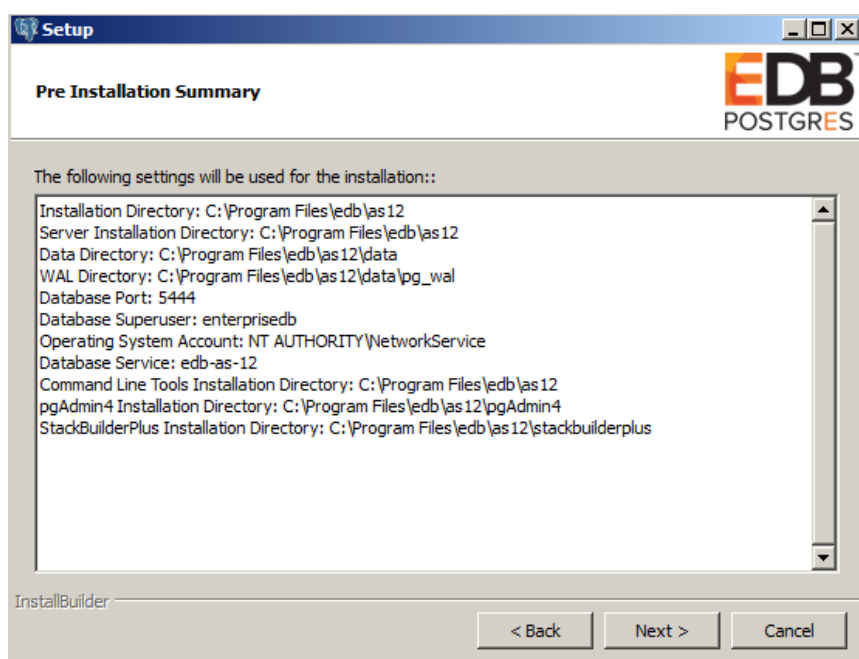 Setup
Pre Installation Summary
EDB
POSTGRES
The following settings will be used for the installation::
Installation Directory: C:\Program Files\edb\as12
Server Installation Directory: C:\Program Files\edb\as12
Data Directory: C:\Program Files\edb\as12\data
WAL Directory: C:\Program Files\edb\as12\data\pg_wal
Database Port: 5444
Database Superuser: enterprisedb
Operating System Account: NT AUTHORITY\NetworkService
Database Service: edb-as-12
Command Line Tools Installation Directory: C:\Program Files\edb\as12
pgAdmin4 Installation Directory: C:\Program Files\edb\as12\pgAdmin4
StackBuilderPlus Installation Directory: C:\Program Files\edb\as12\stackbuilderplus
InstallBuilder
< Back
Next >
Cancel